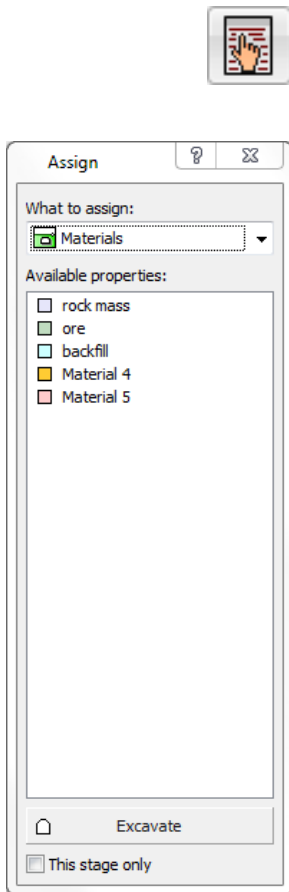 Assign
What to assign:
Materials
Available properties:
rock mass
ore
backfill
Material 4
Material 5
Excavate
This stage only